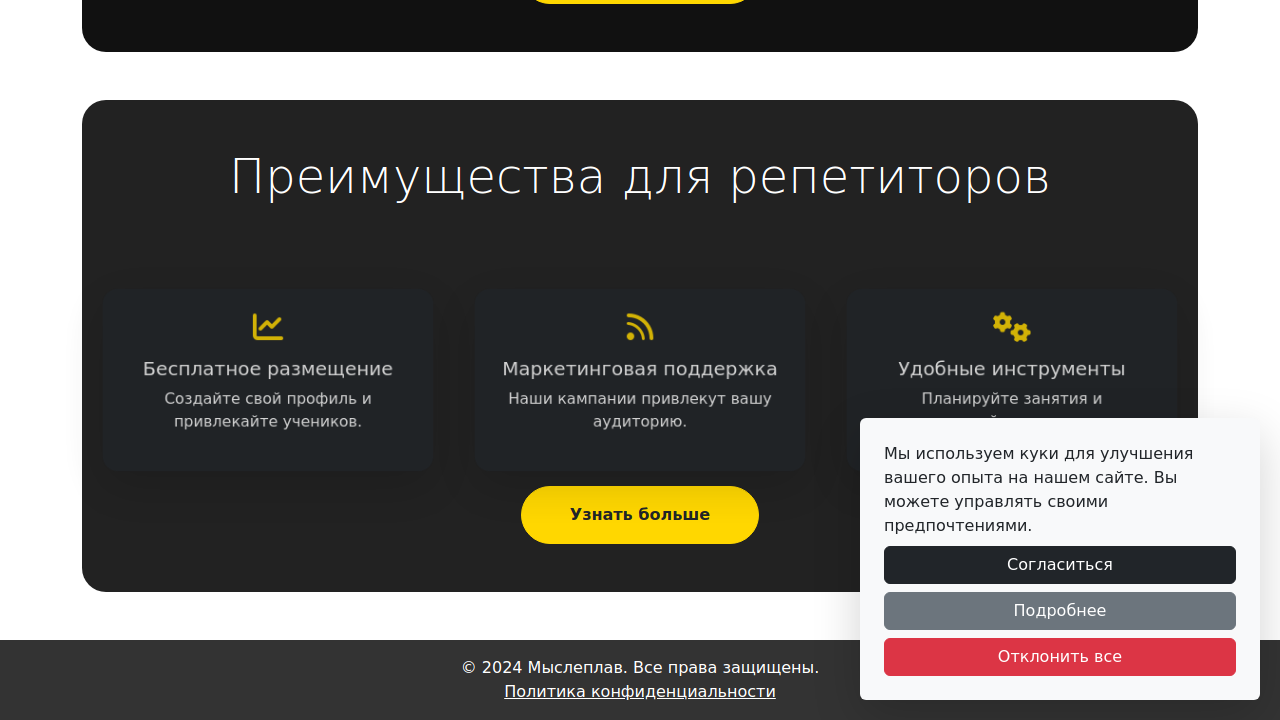 Преимущества для репетиторов
Бесплатное размещение
Создайте свой профиль и
привлекайте учеников.
Маркетинговая поддержка
Наши кампании привлекут вашу
аудиторию.
Удобные инструменты
Планируйте занятия и
Узнать больше
Мы используем куки для улучшения
вашего опыта на нашем сайте. Вы
можете управлять своими
предпочтениями.
Согласиться
Подробнее
Отклонить все
© 2024 Мыслеплав. Все права защищены.
Политика конфиденциальности